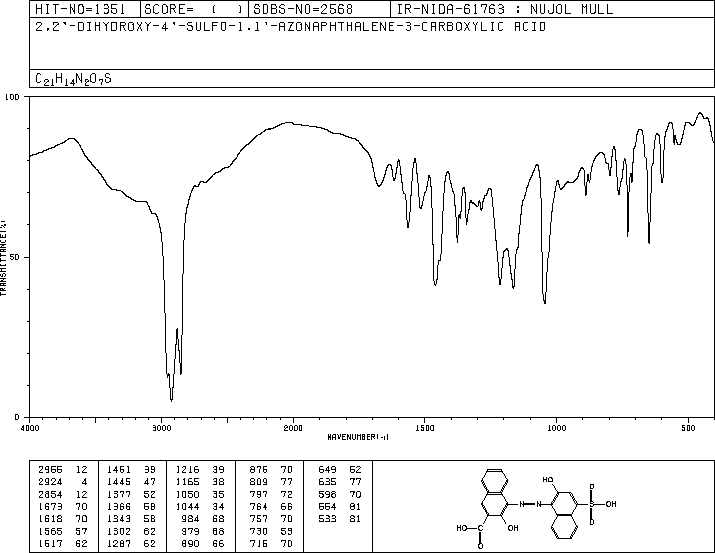 HIT-NO=1351 SCORE= ( ) SDBS-NO=2568 IR-NIDA-61763 : NUJOL MULL
2,2'-DIHYDROXY-4'-SULFO-1,1'-AZONAPHTHALENE-3-CARBOXYLIC ACID
C21H14N2O7S
100
TRANSMITTANCE(%)
50
0
4000 3000 2000 1500 1000 500
WAVENUMBER(-1)
2955 12 1461 39 1216 39 876 70 649 52
2924 4 1445 47 1165 38 809 77 635 77
2854 12 1377 52 1050 35 797 72 598 70
1673 70 1366 58 1044 34 764 66 554 81
1618 70 1343 58 984 68 757 70 533 81
1565 57 1302 62 979 68 730 55
1517 62 1287 62 890 66 716 70
HO
O
N N S OH
O
HO C OH
O